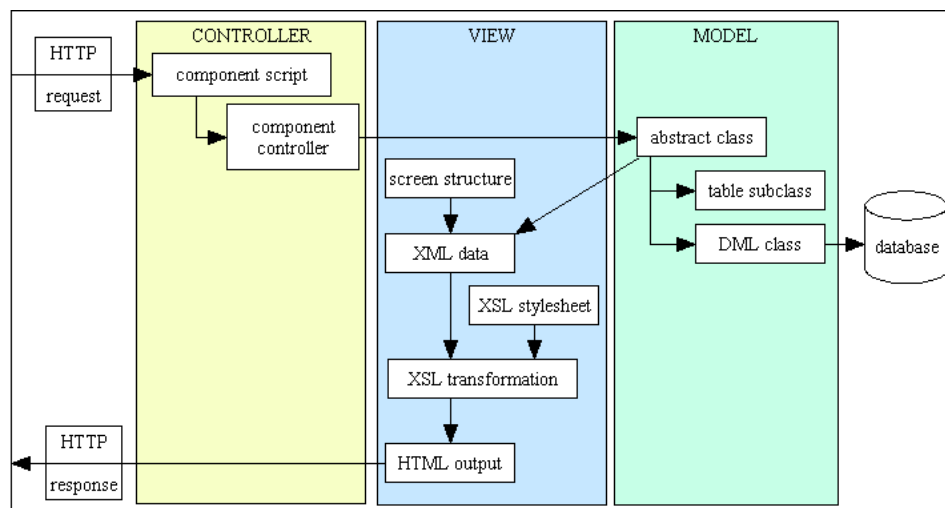 CONTROLLER
VIEW
MODEL
HTTP
request
component script
component
controller
abstract class
screen structure
table subclass
XML data
DML class
database
XSL stylesheet
XSL transformation
HTTP
response
HTML output